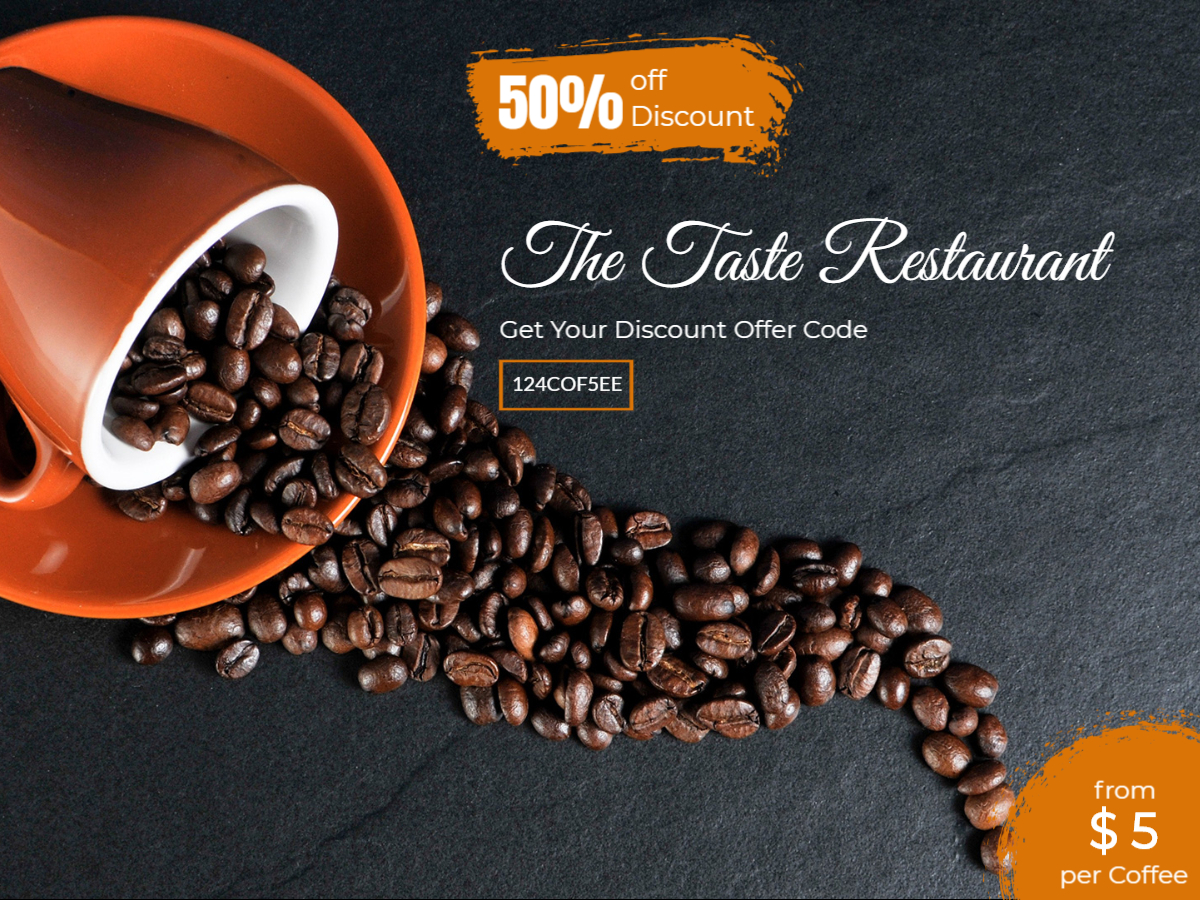 50% off
Discount
The Taste Restaurant
Get Your Discount Offer Code
124COF5EE
from
$ 5
per Coffee